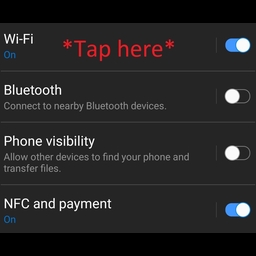 Wi-Fi
*Tap here*
On
Bluetooth
Connect to nearby Bluetooth devices.
Phone visibility
Allow other devices to find your phone and
transfer files.
NFC and payment
On